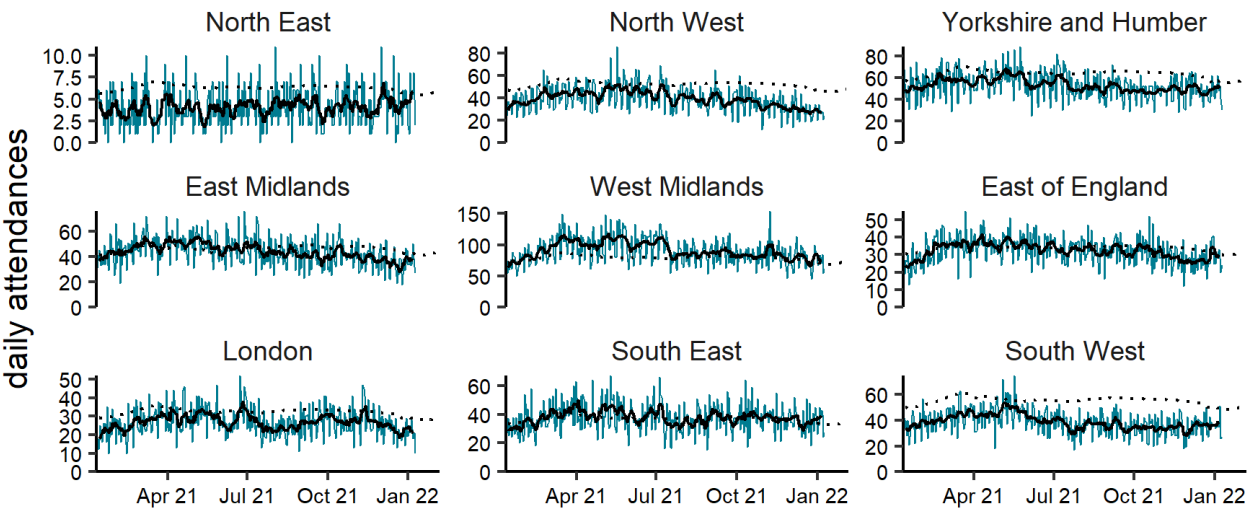 North East North West Yorkshire and Humber
10.0 80 80
7.5 60 60
5.0 40 40
2.5 20 20
0.0 0 0
East Midlands West Midlands East of England
60 150 50
40 100 40
20 50 30
0 0 20
10
0
London South East South West
50 60 60
40 40 40
30 20 20
20 0 0
10
0
Apr 21 Jul 21 Oct 21 Jan 22 Apr 21 Jul 21 Oct 21 Jan 22 Apr 21 Jul 21 Oct 21 Jan 22
daily attendances